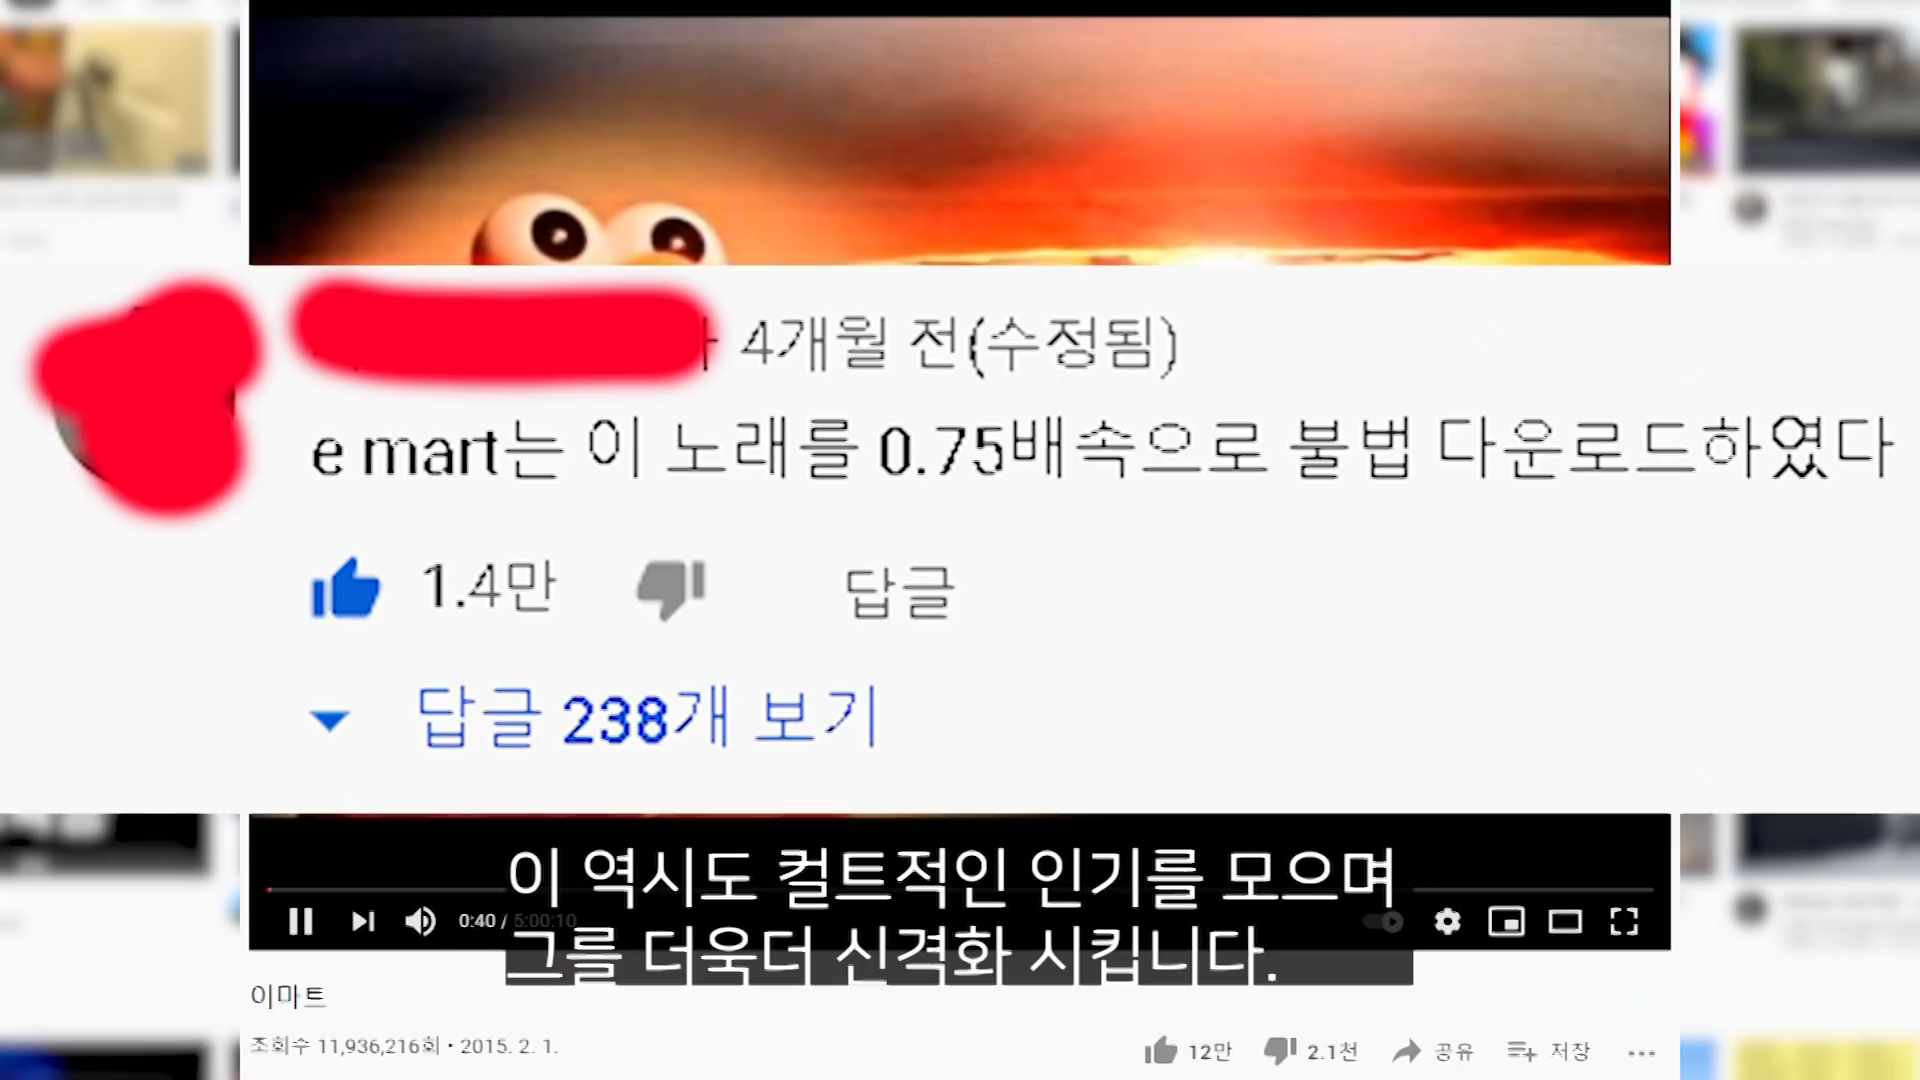 4개월 전(수정됨)
e mart는 이 노래를 0.75배속으로 불법 다운로드하였다
1.4만 답글
답글 238개 보기
이 역시도 컬트적인 인기를 모으며
0:40 / 5:00:10
그를 더욱더 신격화 시킵니다.
이마트
조회수 11,936,216회 • 2015. 2. 1.
12만 2.1천 공유 저장